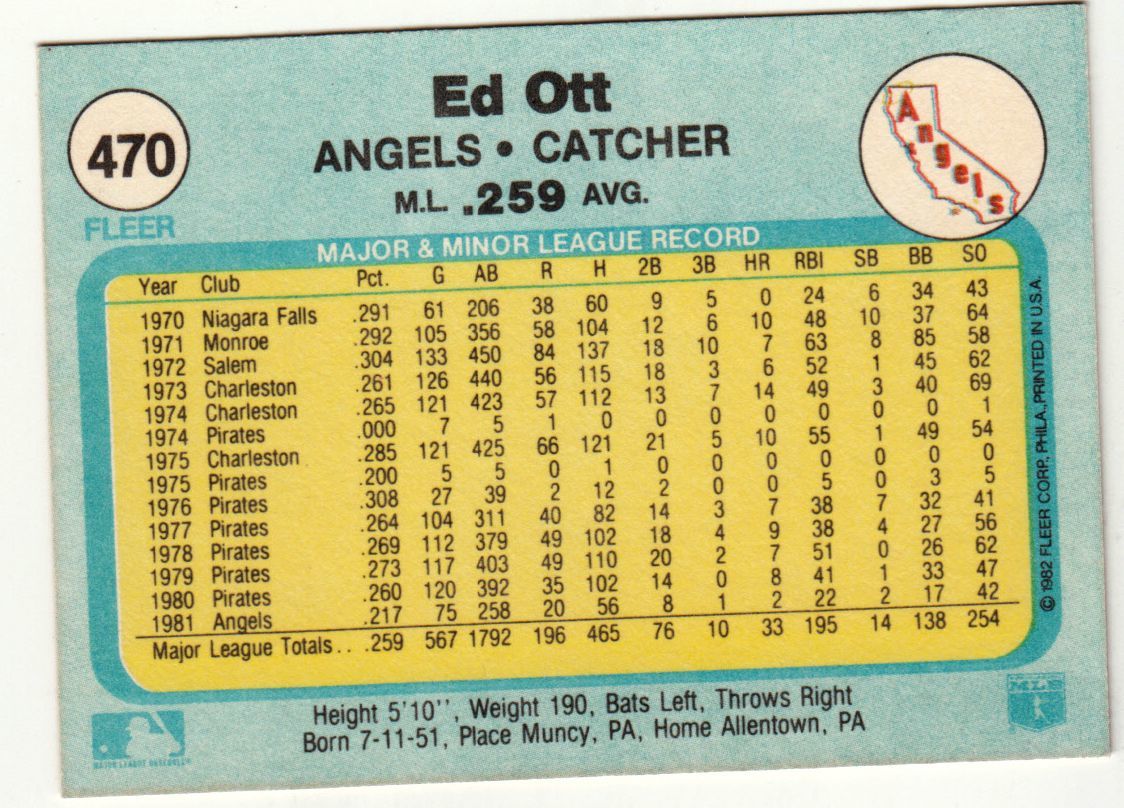 Ed Ott
470
ANGELS • CATCHER
Angels
M.L. .259 AVG.
FLEER
MAJOR & MINOR LEAGUE RECORD
Year Club Pct. G AB R H 2B 3B HR RBI SB BB SO
1970 Niagara Falls .291 61 206 38 60 9 5 0 24 6 34 43
1971 Monroe .292 105 356 58 104 12 6 10 48 10 37 64
1972 Salem .304 133 450 84 137 18 10 7 63 8 85 58
1973 Charleston .261 126 440 56 115 18 3 6 52 1 45 62
1974 Charleston .265 121 423 57 112 13 7 14 49 3 40 69
1974 Pirates .000 7 5 1 0 0 0 0 0 0 0 1
1975 Charleston .285 121 425 66 121 21 5 10 55 1 49 54
1975 Pirates .200 5 5 0 1 0 0 0 0 0 0 0
1976 Pirates .308 27 39 2 12 2 0 0 5 0 3 5
1977 Pirates .264 104 311 40 82 14 3 7 38 7 32 41
1978 Pirates .269 112 379 49 102 18 4 9 38 4 27 56
1979 Pirates .273 117 403 49 110 20 2 7 51 0 26 62
1980 Pirates .260 120 392 35 102 14 0 8 41 1 33 47
1981 Angels .217 75 258 20 56 8 1 2 22 2 17 42
Major League Totals . . .259 567 1792 196 465 76 10 33 195 14 138 254
© 1982 FLEER CORP., PHILA., PRINTED IN U.S.A.
Height 5'10'', Weight 190, Bats Left, Throws Right
Born 7-11-51, Place Muncy, PA, Home Allentown, PA
MAJOR LEAGUE BASEBALL